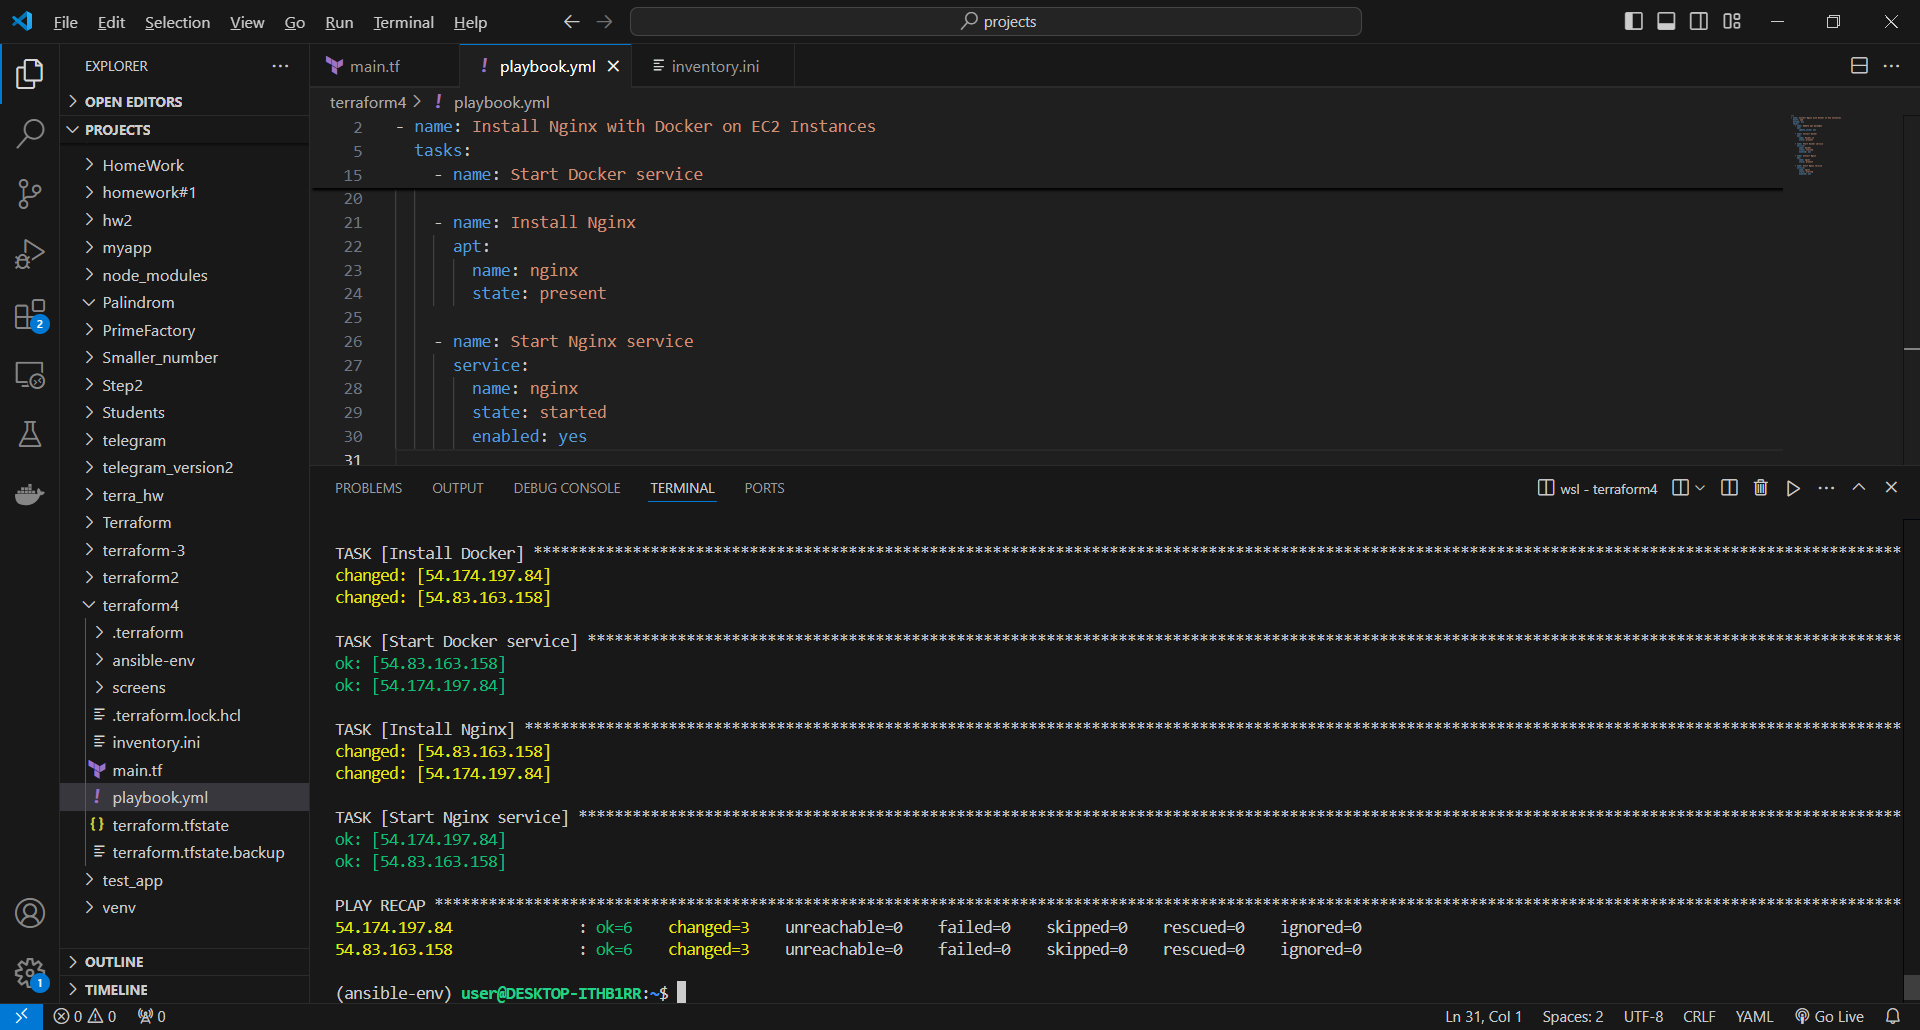 File Edit Selection View Go Run Terminal Help
projects
EXPLORER
OPEN EDITORS
PROJECTS
HomeWork
homework#1
hw2
myapp
node_modules
Palindrom
PrimeFactory
Smaller_number
Step2
Students
telegram
telegram_version2
terra_hw
Terraform
terraform-3
terraform2
terraform4
.terraform
ansible-env
screens
.terraform.lock.hcl
inventory.ini
main.tf
! playbook.yml
{} terraform.tfstate
terraform.tfstate.backup
test_app
venv
OUTLINE
TIMELINE
2
1
main.tf ! playbook.yml inventory.ini
terraform4 > ! playbook.yml
2 - name: Install Nginx with Docker on EC2 Instances
5 tasks:
15 - name: Start Docker service
20
21 - name: Install Nginx
22 apt:
23 name: nginx
24 state: present
25
26 - name: Start Nginx service
27 service:
28 name: nginx
29 state: started
30 enabled: yes
31
PROBLEMS OUTPUT DEBUG CONSOLE TERMINAL PORTS
wsl - terraform4
TASK [Install Docker] ********************************************************************************************************************************************************
changed: [54.174.197.84]
changed: [54.83.163.158]
TASK [Start Docker service] **************************************************************************************************************************************************
ok: [54.83.163.158]
ok: [54.174.197.84]
TASK [Install Nginx] *********************************************************************************************************************************************************
changed: [54.83.163.158]
changed: [54.174.197.84]
TASK [Start Nginx service] ***************************************************************************************************************************************************
ok: [54.174.197.84]
ok: [54.83.163.158]
PLAY RECAP *******************************************************************************************************************************************************************
54.174.197.84 : ok=6 changed=3 unreachable=0 failed=0 skipped=0 rescued=0 ignored=0
54.83.163.158 : ok=6 changed=3 unreachable=0 failed=0 skipped=0 rescued=0 ignored=0
(ansible-env) user@DESKTOP-ITHB1RR:~$
0 0 0
Ln 31, Col 1 Spaces: 2 UTF-8 CRLF YAML Go Live